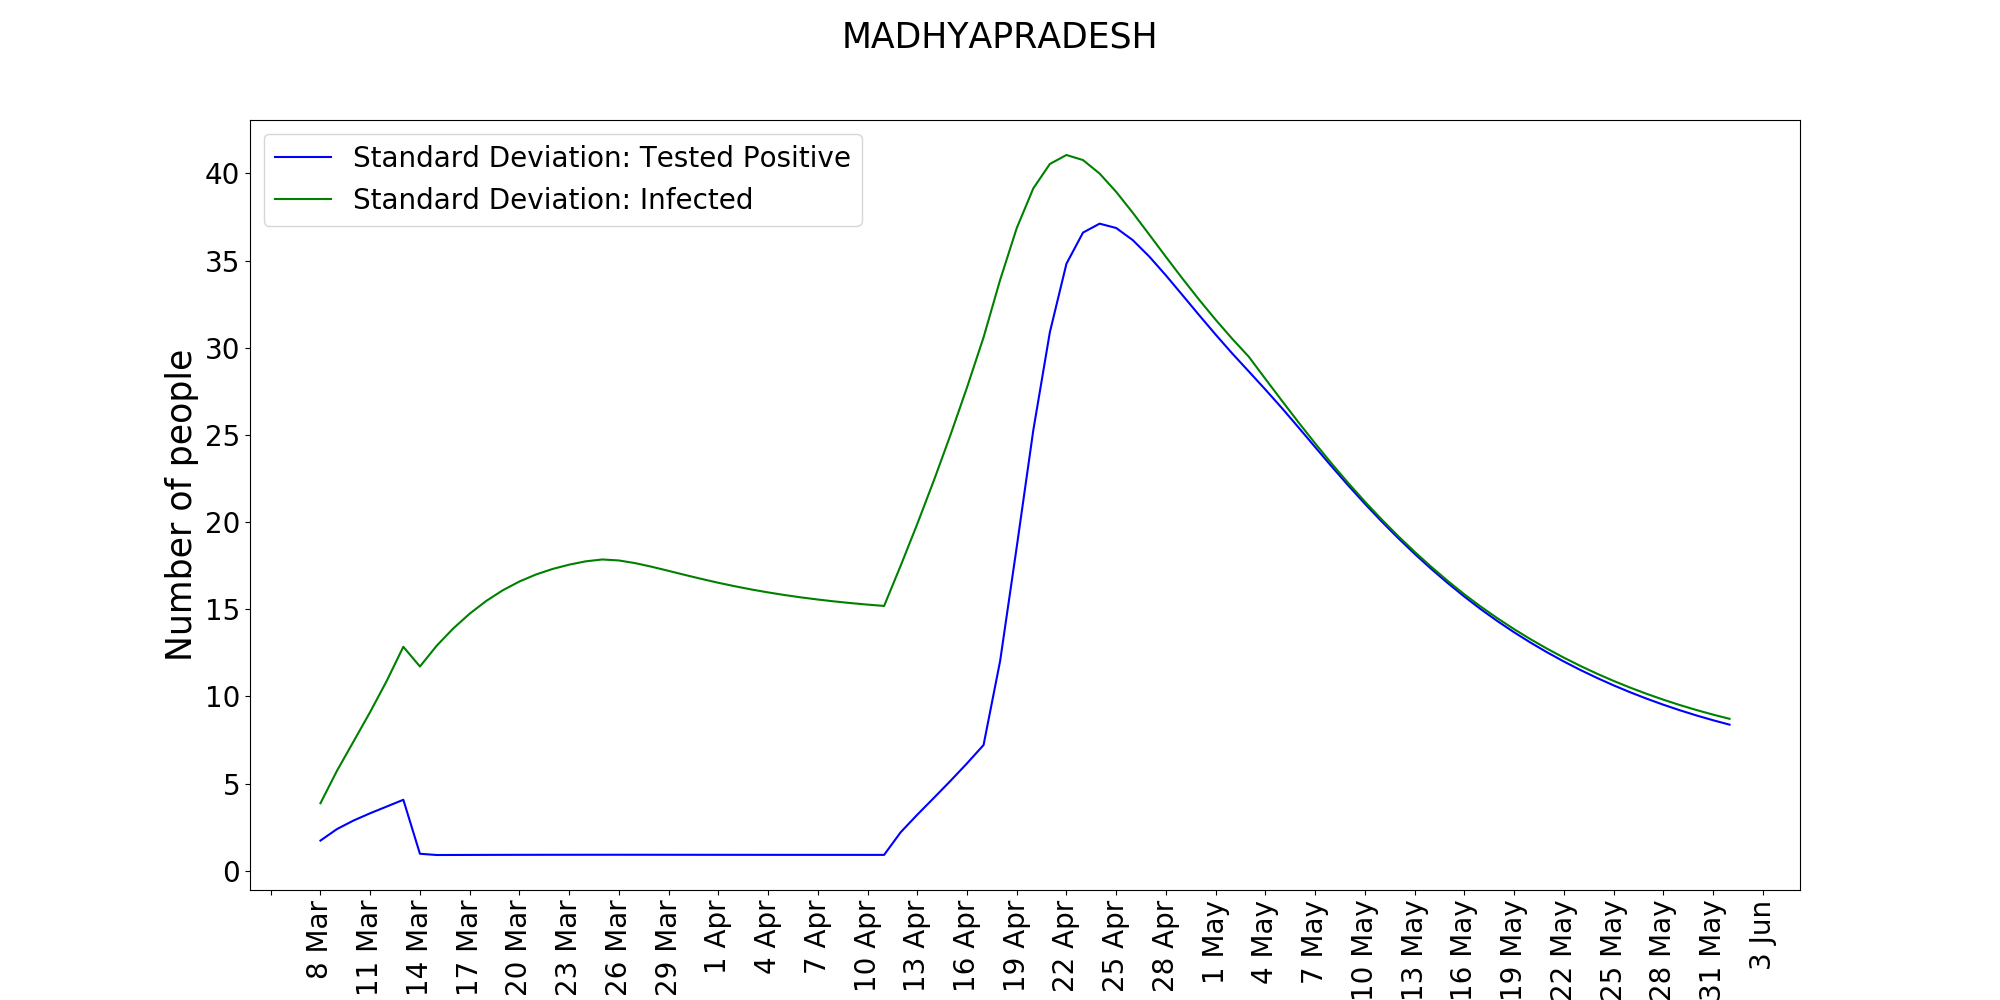 MADHYAPRADESH
Standard Deviation: Tested Positive
Standard Deviation: Infected
Number of people
40
35
30
25
20
15
10
5
0
8 Mar
11 Mar
14 Mar
17 Mar
20 Mar
23 Mar
26 Mar
29 Mar
1 Apr
4 Apr
7 Apr
10 Apr
13 Apr
16 Apr
19 Apr
22 Apr
25 Apr
28 Apr
1 May
4 May
7 May
10 May
13 May
16 May
19 May
22 May
25 May
28 May
31 May
3 Jun